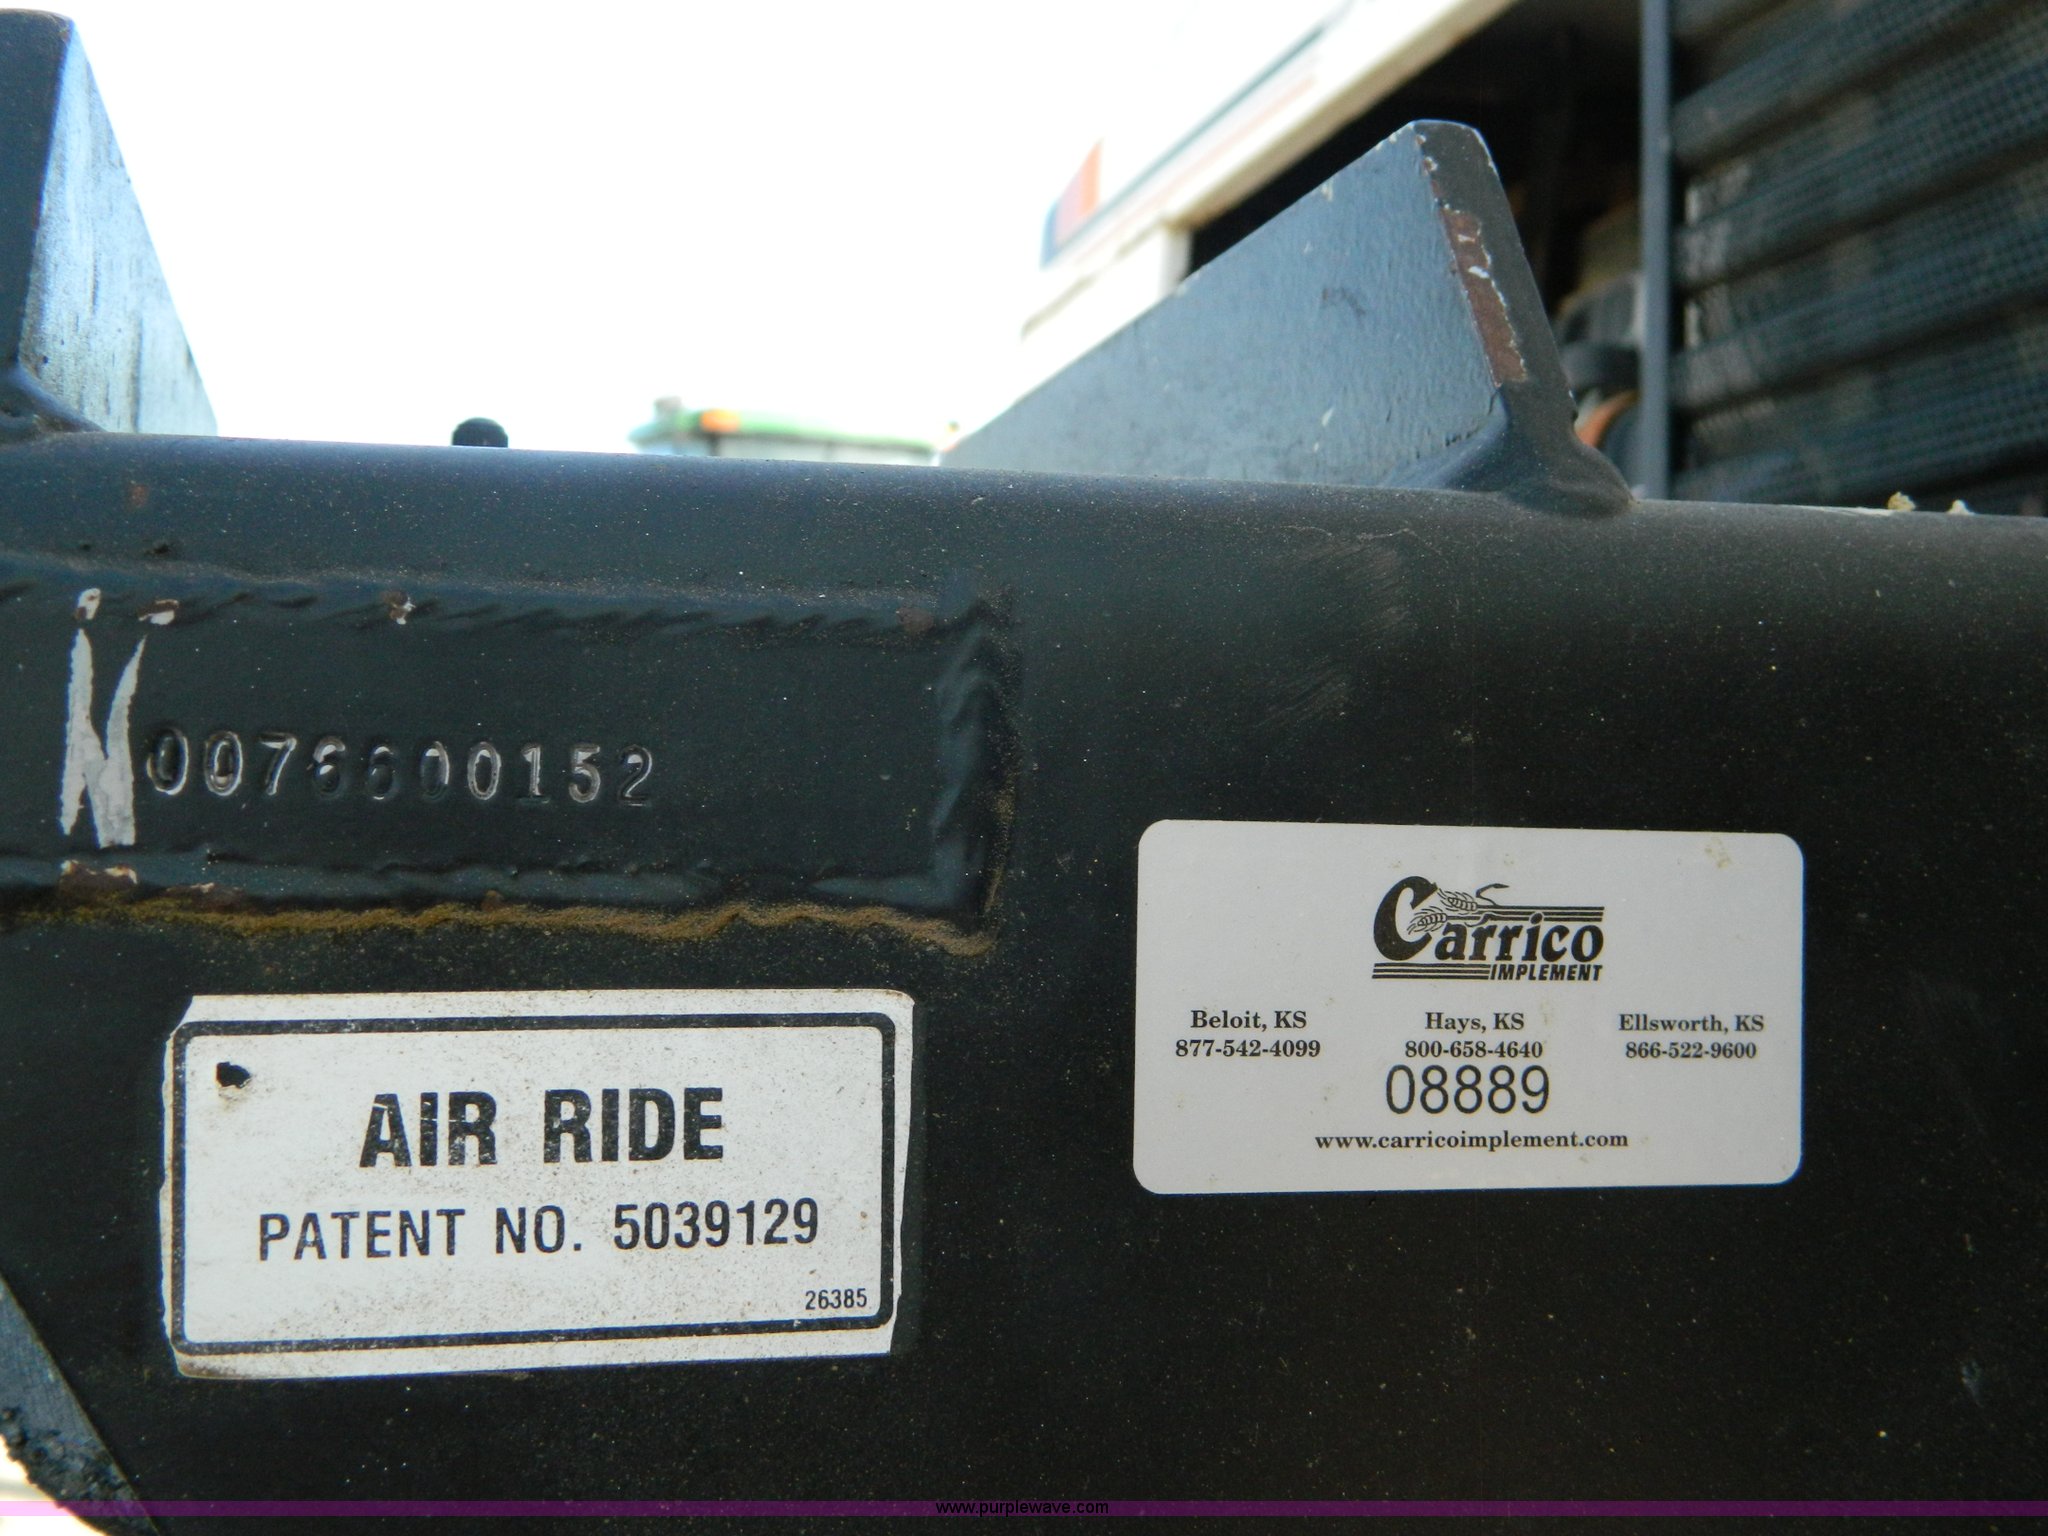 N0076600152
Carrico
IMPLEMENT
Beloit, KS Hays, KS Ellsworth, KS
877-542-4099 800-658-4640 866-522-9600
08889
www.carricoimplement.com
AIR RIDE
PATENT NO. 5039129
26385
www.purplewave.com